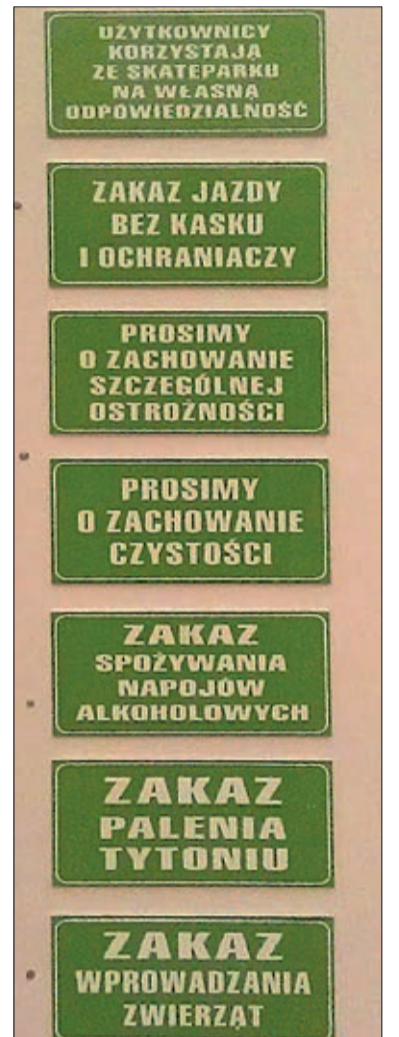 UŻYTKOWNICY
KORZYSTAJĄ
ZE SKATEPARKU
NA WŁASNĄ
ODPOWIEDZIALNOŚĆ
ZAKAZ JAZDY
BEZ KASKU
I OCHRANIACZY
PROSIMY
O ZACHOWANIE
SZCZEGÓLNEJ
OSTROŻNOŚCI
PROSIMY
O ZACHOWANIE
CZYSTOŚCI
ZAKAZ
SPOŻYWANIA
NAPOJÓW
ALKOHOLOWYCH
ZAKAZ
PALENIA
TYTONIU
ZAKAZ
WPROWADZANIA
ZWIERZĄT